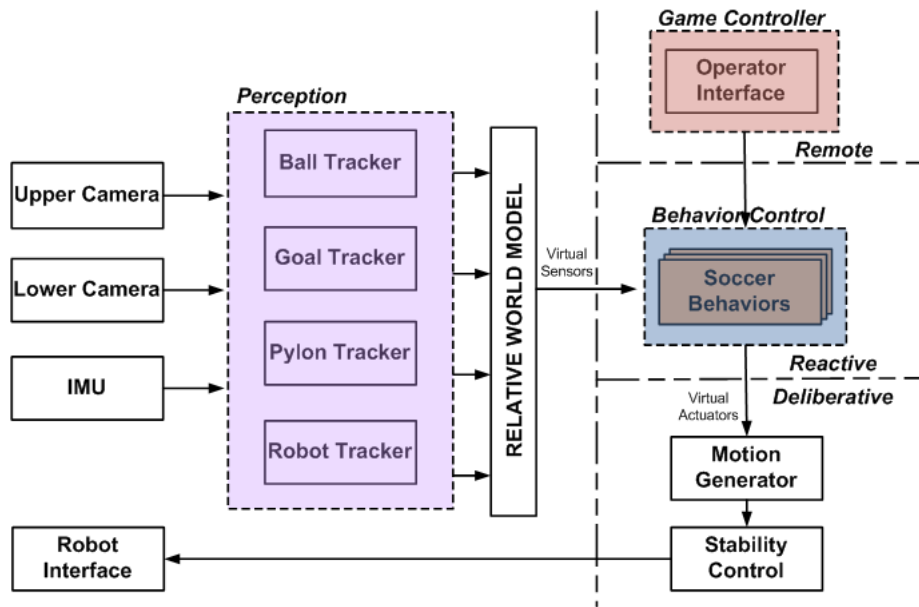 Game Controller
Operator
Interface
Remote
Perception
Ball Tracker
Goal Tracker
Pylon Tracker
Robot Tracker
Upper Camera
Lower Camera
IMU
RELATIVE WORLD MODEL
Virtual
Sensors
Behavior Control
Soccer
Behaviors
Reactive
Deliberative
Virtual
Actuators
Motion
Generator
Stability
Control
Robot
Interface